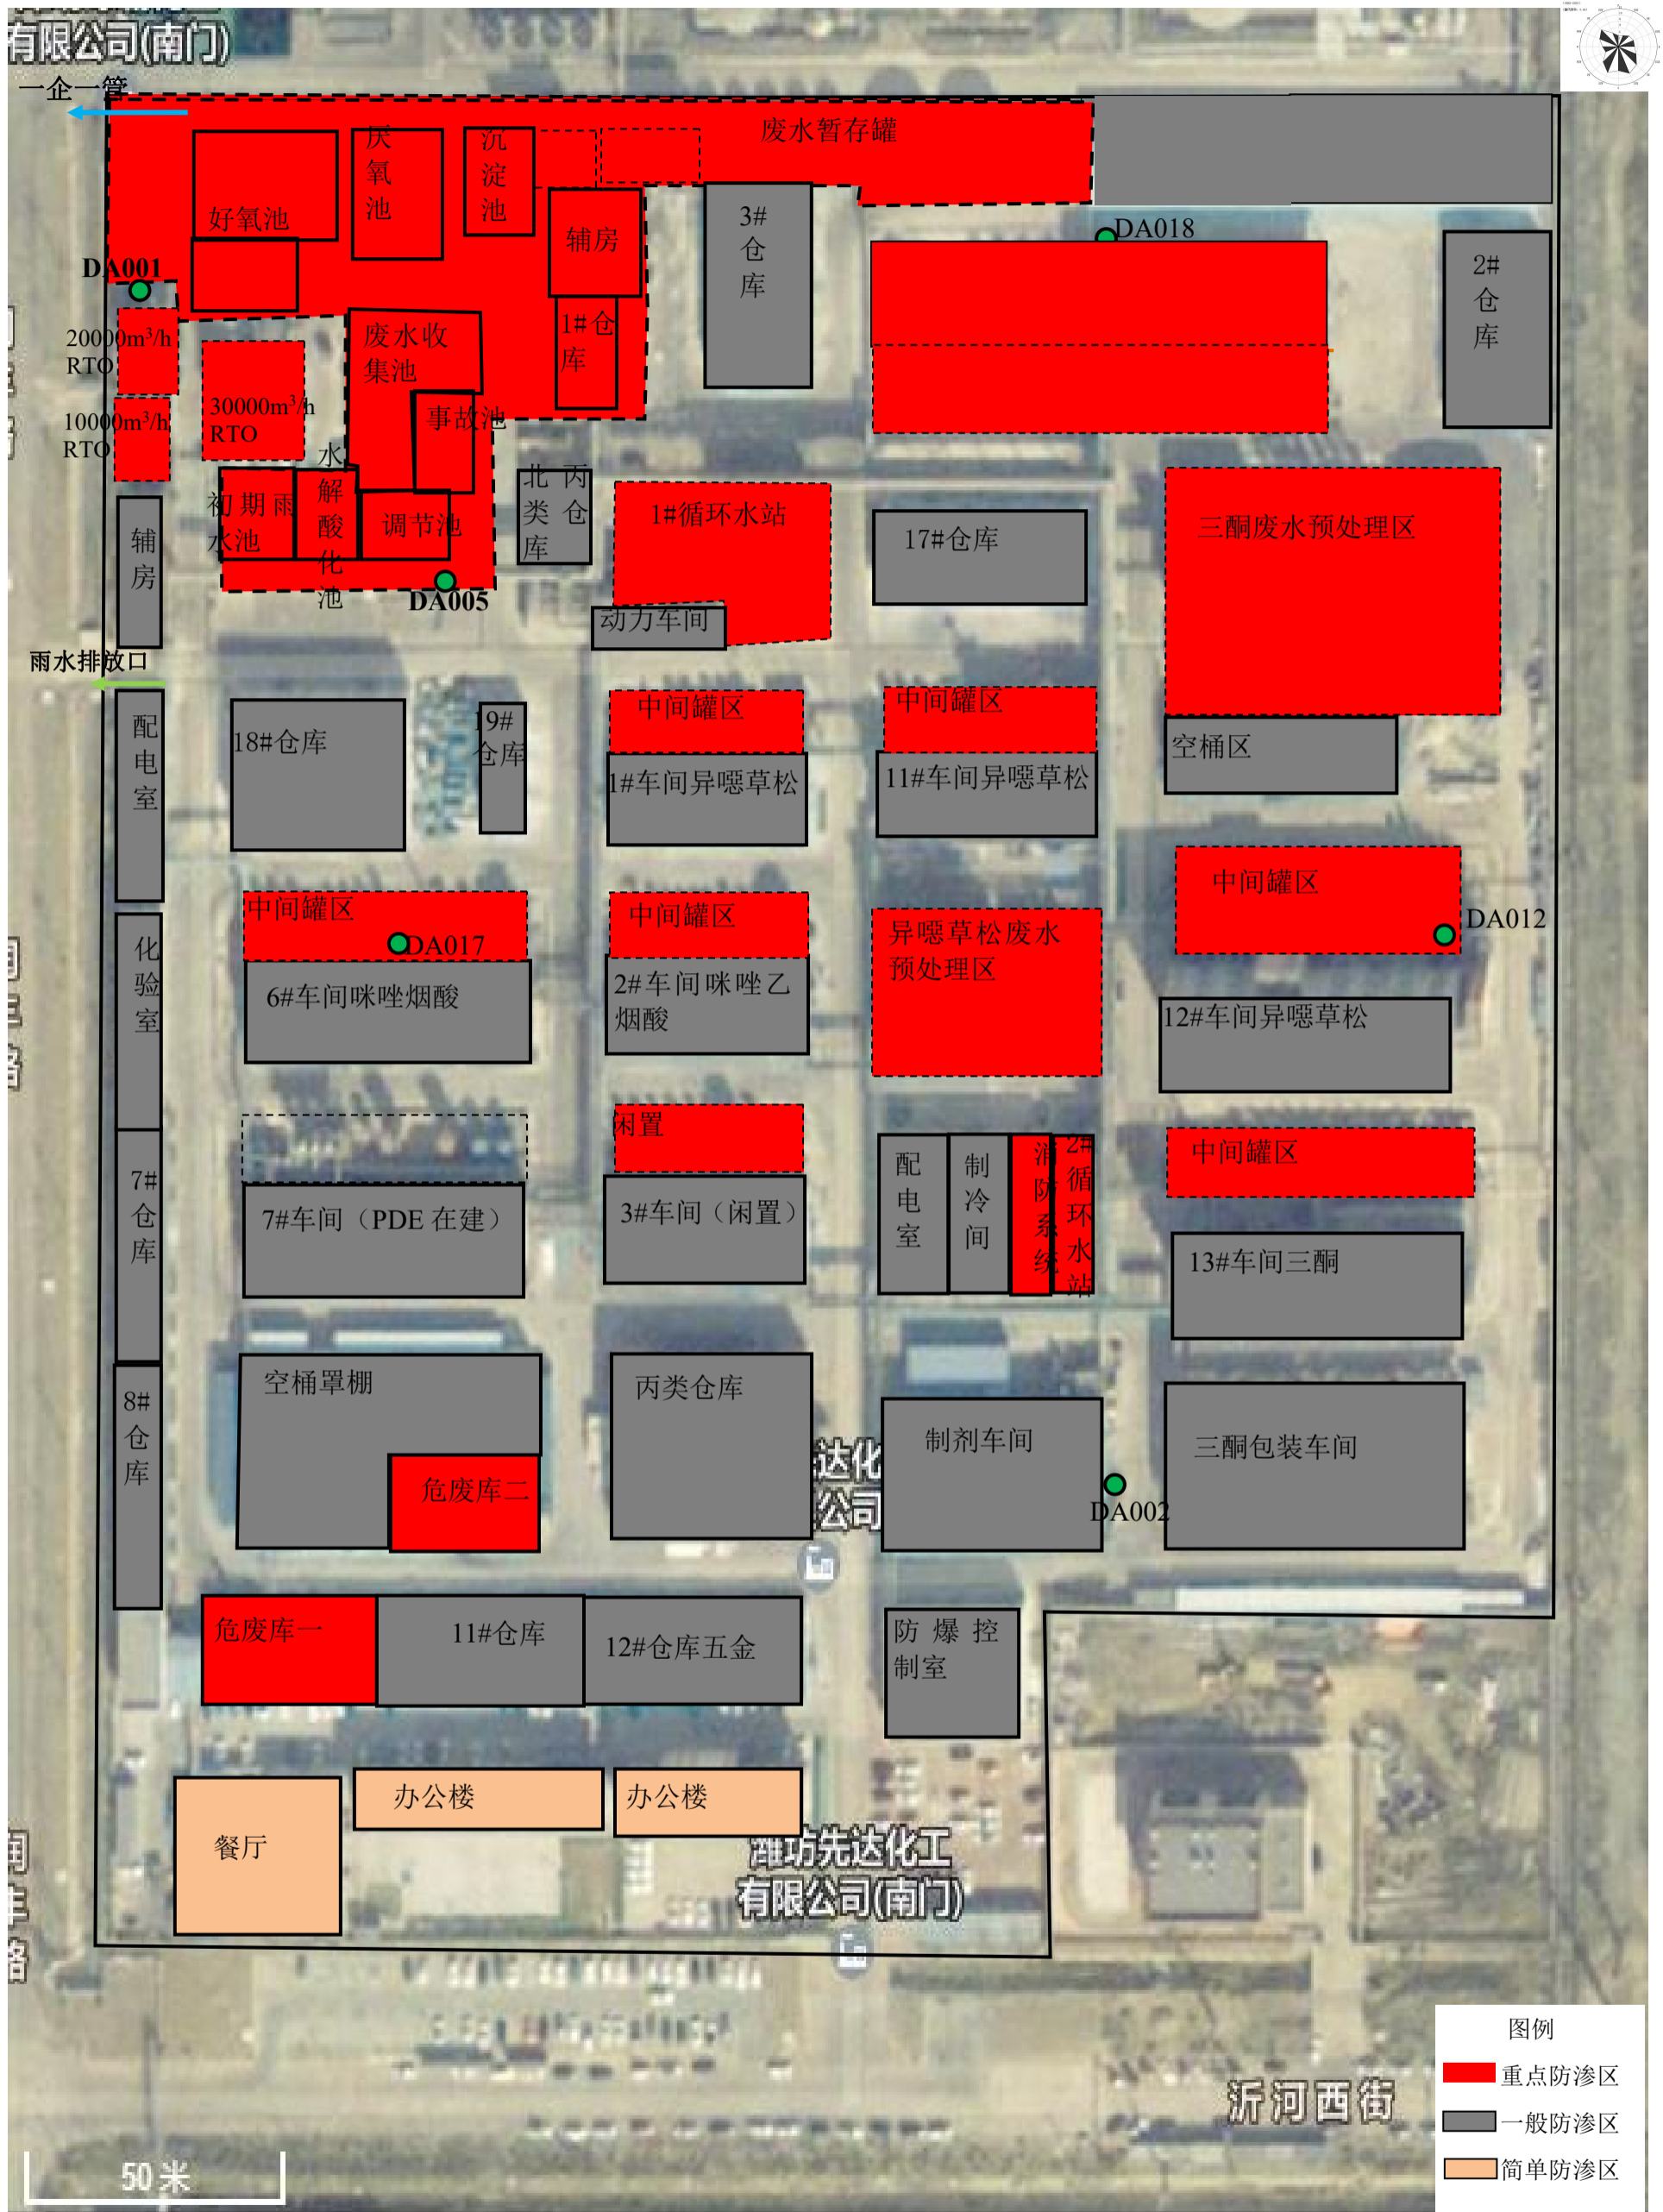 有限公司(南门)
一企一管
废水暂存罐
厌
氧
池
沉
淀
池
好氧池
辅房
3#
仓
库
DA018
2#
仓
库
DA001
20000m³/h
RTO
废水收
集池
1#仓
库
10000m³/h
RTO
30000m³/h
RTO
事故池
水
解
酸
化
池
初期雨
水池
调节池
北丙
类仓
库
1#循环水站
17#仓库
三酮废水预处理区
辅
房
DA005
动力车间
雨水排放口
配
电
室
18#仓库
19#
仓库
中间罐区
1#车间异噁草松
中间罐区
11#车间异噁草松
空桶区
中间罐区
DA012
中间罐区
DA017
6#车间咪唑烟酸
中间罐区
2#车间咪唑乙
烟酸
异噁草松废水
预处理区
12#车间异噁草松
化
验
室
7#
仓
库
7#车间（PDE 在建）
闲置
3#车间（闲置）
配
电
室
制
冷
间
消
防
系
统
2#
循
环
水
站
中间罐区
13#车间三酮
8#
仓
库
空桶罩棚
危废库二
丙类仓库
达化
公司
制剂车间
DA002
三酮包装车间
危废库一
11#仓库
12#仓库五金
防爆控
制室
餐厅
办公楼
办公楼
潍坊先达化工
有限公司(南门)
沂河西街
50 米
图例
重点防渗区
一般防渗区
简单防渗区